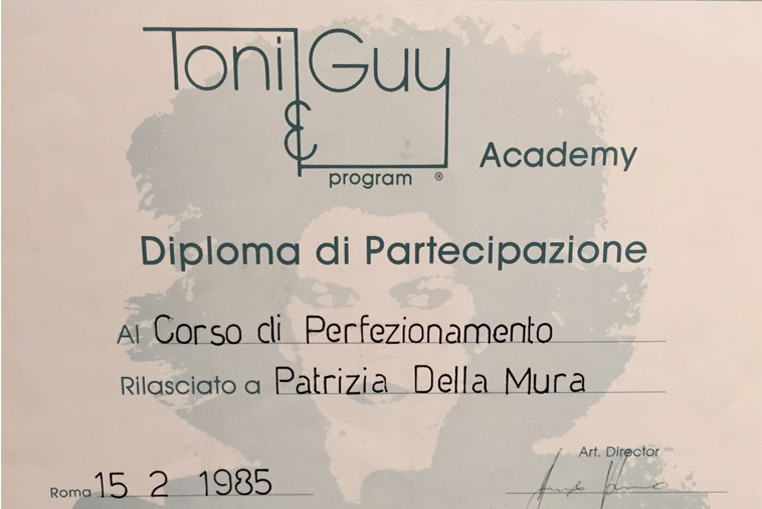 Toni & Guy
program ®
Academy
Diploma di Partecipazione
Al Corso di Perfezionamento
Rilasciato a Patrizia Della Mura
Art. Director
Roma 15 2 1985